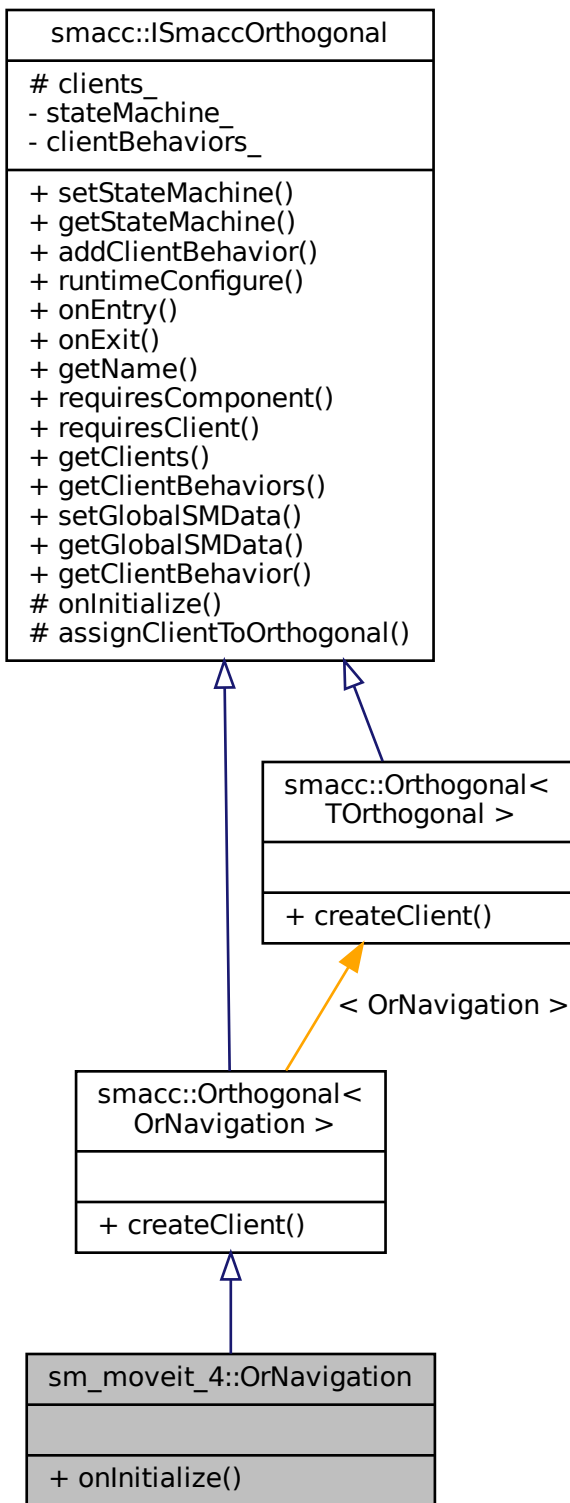 smacc::ISmaccOrthogonal
# clients_
- stateMachine_
- clientBehaviors_
+ setStateMachine()
+ getStateMachine()
+ addClientBehavior()
+ runtimeConfigure()
+ onEntry()
+ onExit()
+ getName()
+ requiresComponent()
+ requiresClient()
+ getClients()
+ getClientBehaviors()
+ setGlobalSMData()
+ getGlobalSMData()
+ getClientBehavior()
# onInitialize()
# assignClientToOrthogonal()
smacc::Orthogonal<
TOrthogonal >
+ createClient()
< OrNavigation >
smacc::Orthogonal<
OrNavigation >
+ createClient()
sm_moveit_4::OrNavigation
+ onInitialize()